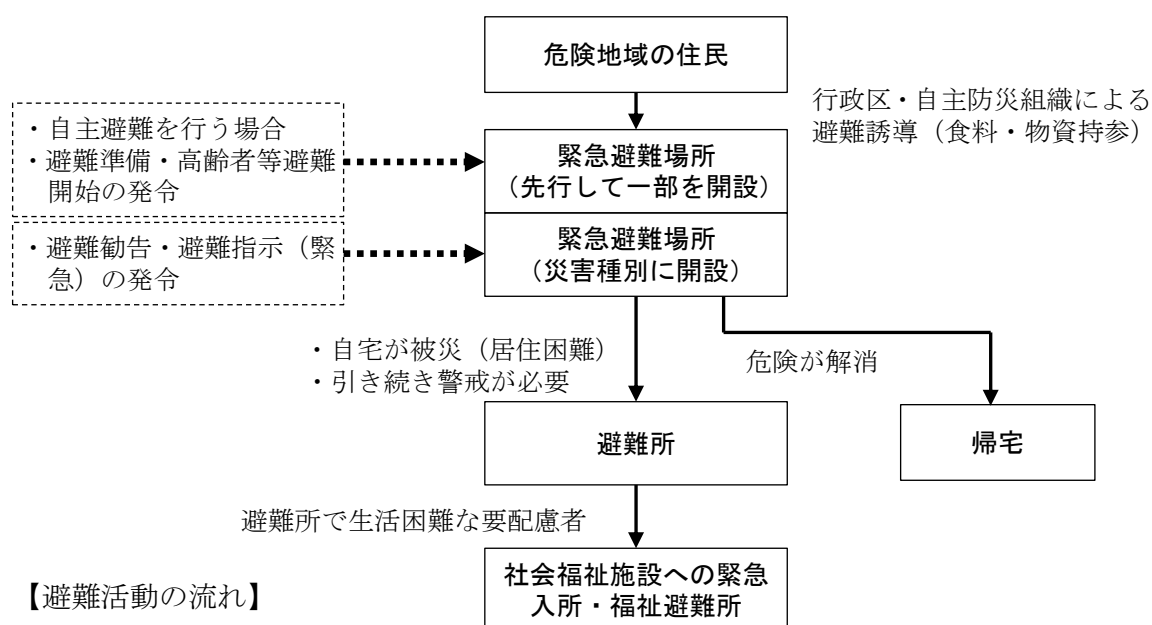 危険地域の住民
行政区・自主防災組織による
避難誘導（食料・物資持参）
・自主避難を行う場合
・避難準備・高齢者等避難
開始の発令
緊急避難場所
（先行して一部を開設）
・避難勧告・避難指示（緊
急）の発令
緊急避難場所
（災害種別に開設）
・自宅が被災（居住困難）
・引き続き警戒が必要
危険が解消
避難所
帰宅
避難所で生活困難な要配慮者
社会福祉施設への緊急
入所・福祉避難所
【避難活動の流れ】